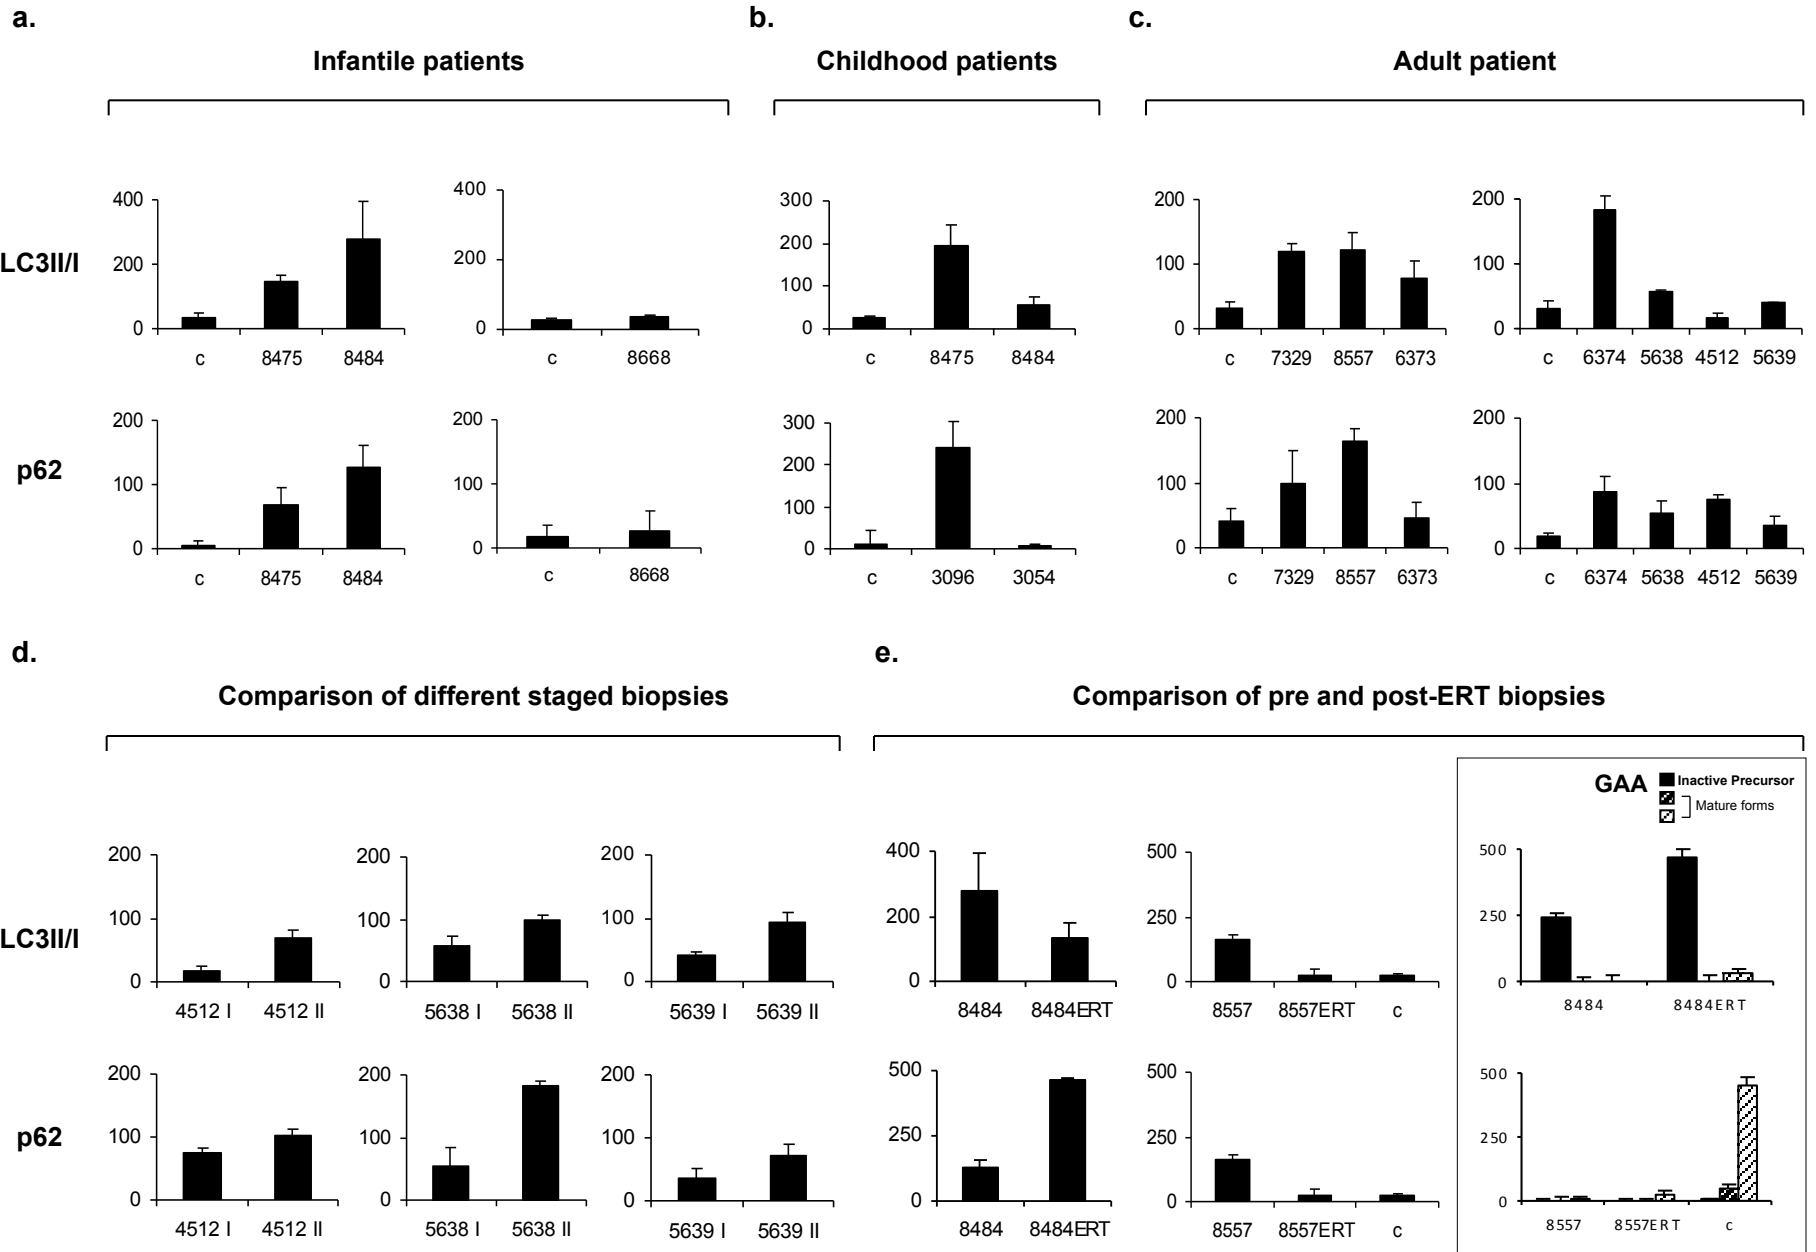 a.
b.
c.
Infantile patients
Childhood patients
Adult patient
LC3II/I
400
200
0
c 8475 8484
400
200
0
c 8668
300
200
100
0
c 8475 8484
200
100
0
c 7329 8557 6373
200
100
0
c 6374 5638 4512 5639
p62
200
100
0
c 8475 8484
200
100
0
c 8668
300
200
100
0
c 3096 3054
200
100
0
c 7329 8557 6373
200
100
0
c 6374 5638 4512 5639
d.
e.
Comparison of different staged biopsies
Comparison of pre and post-ERT biopsies
LC3II/I
200
100
0
4512 I 4512 II
200
100
0
5638 I 5638 II
200
100
0
5639 I 5639 II
400
200
0
8484 8484ERT
500
250
0
8557 8557ERT c
GAA
Inactive Precursor
Mature forms
500
250
0
8484 8484ERT
p62
200
100
0
4512 I 4512 II
200
100
0
5638 I 5638 II
200
100
0
5639 I 5639 II
500
250
0
8484 8484ERT
500
250
0
8557 8557ERT c
500
250
0
8557 8557ERT c